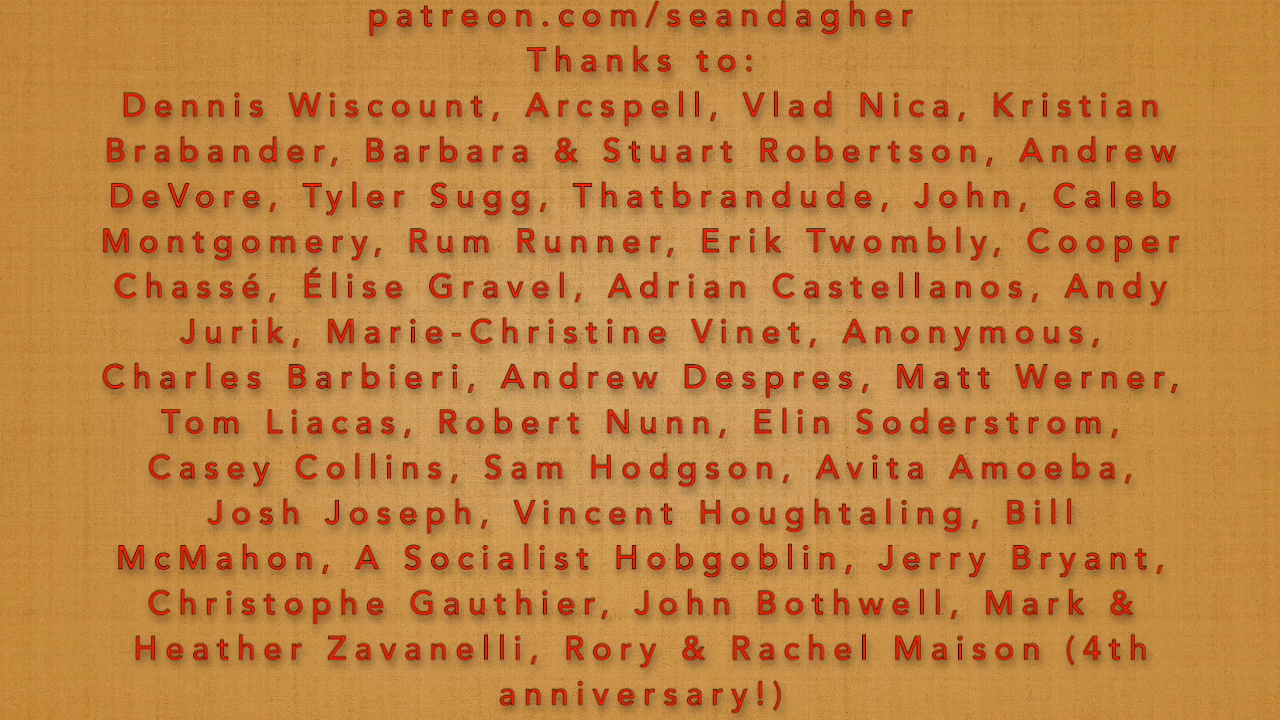 patreon.com/seandagher
Thanks to:
Dennis Wiscount, Arcspell, Vlad Nica, Kristian
Brabander, Barbara & Stuart Robertson, Andrew
DeVore, Tyler Sugg, Thatbrandude, John, Caleb
Montgomery, Rum Runner, Erik Twombly, Cooper
Chassé, Élise Gravel, Adrian Castellanos, Andy
Jurik, Marie-Christine Vinet, Anonymous,
Charles Barbieri, Andrew Despres, Matt Werner,
Tom Liacas, Robert Nunn, Elin Soderstrom,
Casey Collins, Sam Hodgson, Avita Amoeba,
Josh Joseph, Vincent Houghtaling, Bill
McMahon, A Socialist Hobgoblin, Jerry Bryant,
Christophe Gauthier, John Bothwell, Mark &
Heather Zavanelli, Rory & Rachel Maison (4th
anniversary!)